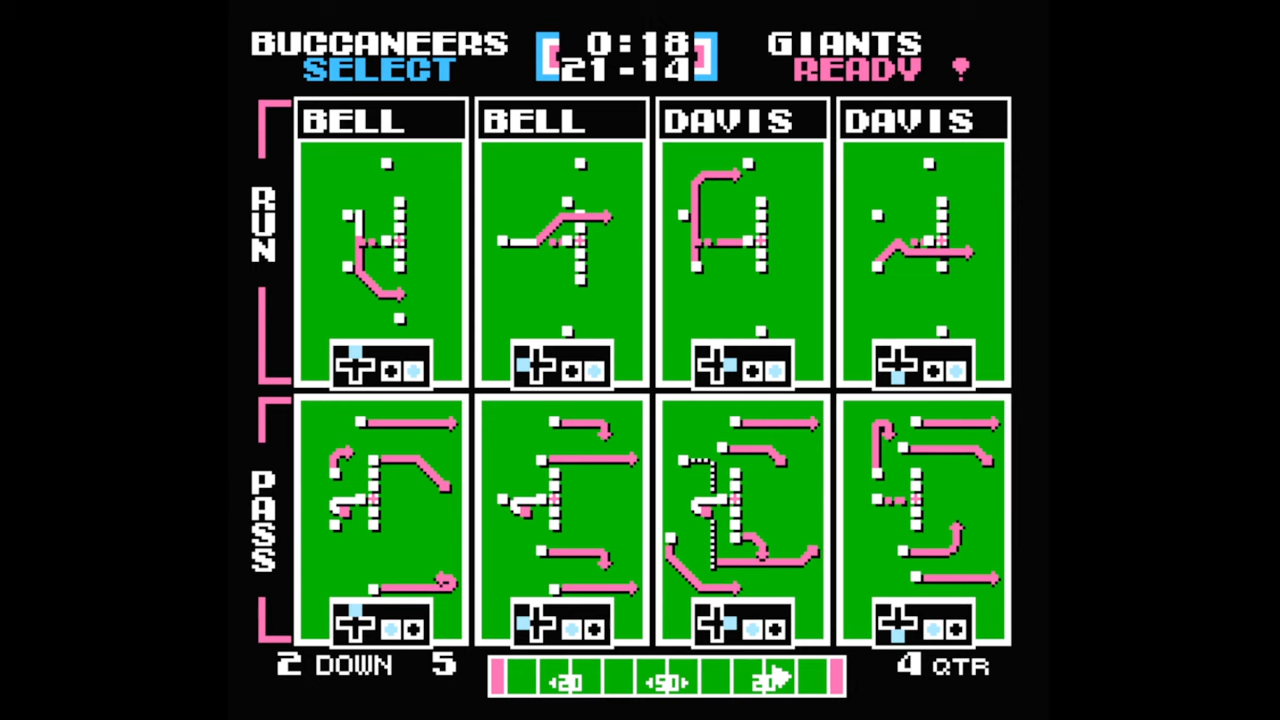 BUCCANEERS 0:18 GIANTS
SELECT 21-14 READY
BELL BELL DAVIS DAVIS
RUN
PASS
2 DOWN 5 4 QTR
20 50 20